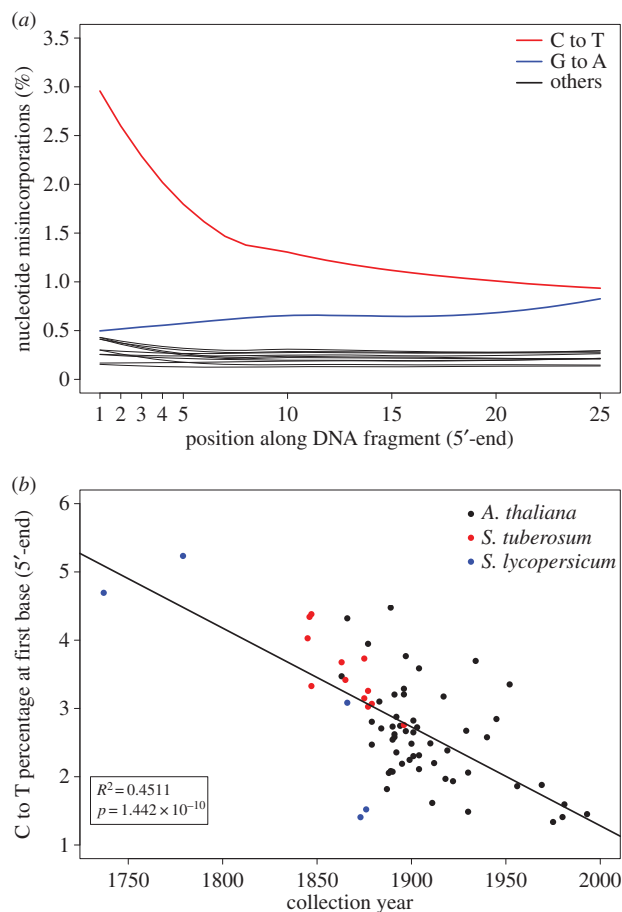 (a)
C to T
G to A
others
nucleotide misincorporations (%)
3.5
3.0
2.5
2.0
1.5
1.0
0.5
0
1 2 3 4 5 10 15 20 25
position along DNA fragment (5′-end)
(b)
A. thaliana
S. tuberosum
S. lycopersicum
C to T percentage at first base (5′-end)
6
5
4
3
2
1
R² = 0.4511
p = 1.442 × 10⁻¹⁰
1750 1800 1850 1900 1950 2000
collection year